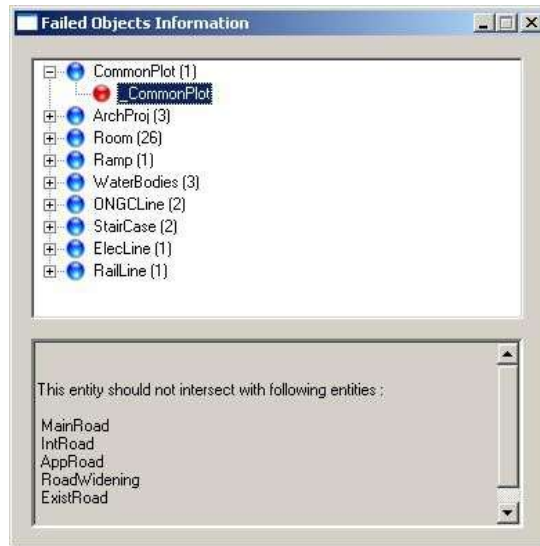 Failed Objects Information
CommonPlot (1)
_CommonPlot
ArchProj (3)
Room (26)
Ramp (1)
WaterBodies (3)
ONGCLine (2)
StairCase (2)
ElecLine (1)
RailLine (1)
This entity should not intersect with following entities :
MainRoad
IntRoad
AppRoad
RoadWidening
ExistRoad